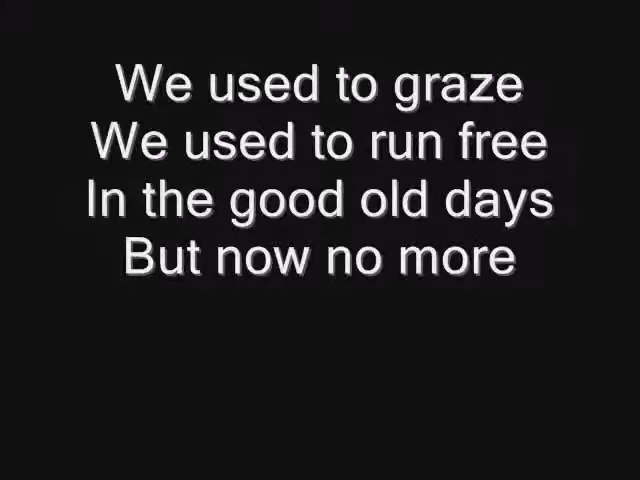 We used to graze
We used to run free
In the good old days
But now no more